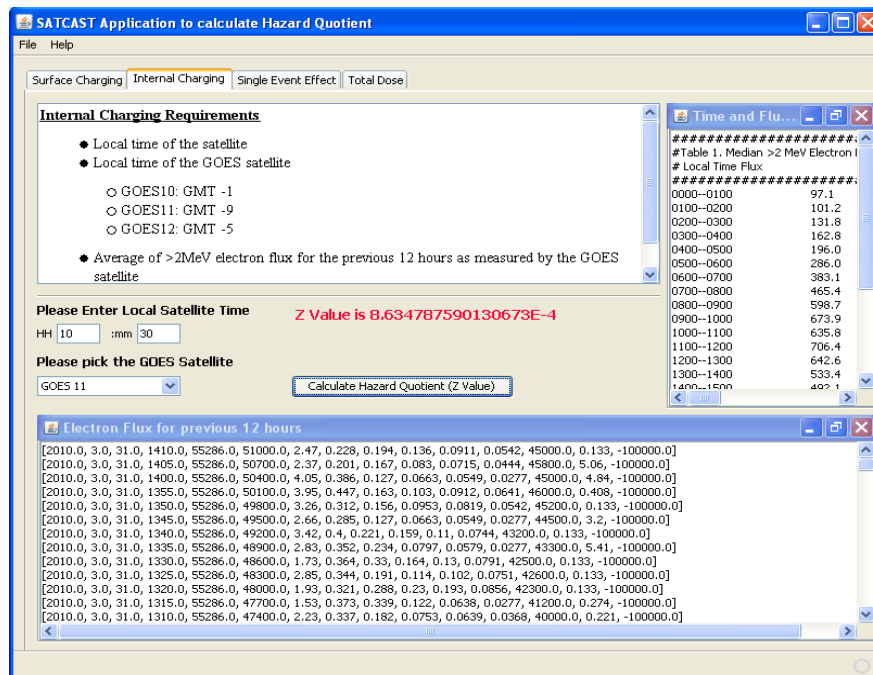 SATCAST Application to calculate Hazard Quotient
File Help
Surface Charging Internal Charging Single Event Effect Total Dose
Internal Charging Requirements
Local time of the satellite
Local time of the GOES satellite
GOES10: GMT -1
GOES11: GMT -9
GOES12: GMT -5
Average of >2MeV electron flux for the previous 12 hours as measured by the GOES
satellite
Time and Flu...
######################
#Table 1. Median >2 MeV Electron
# Local Time Flux
######################
0000--0100 97.1
0100--0200 101.2
0200--0300 131.8
0300--0400 162.8
0400--0500 196.0
0500--0600 286.0
0600--0700 383.1
0700--0800 465.4
0800--0900 598.7
0900--1000 673.9
1000--1100 635.8
1100--1200 706.4
1200--1300 642.6
1300--1400 533.4
1400--1500 492.1
Please Enter Local Satellite Time
Z Value is 8.634787590130673E-4
HH 10 :mm 30
Please pick the GOES Satellite
GOES 11
Calculate Hazard Quotient (Z Value)
Electron Flux for previous 12 hours
[2010.0, 3.0, 31.0, 1410.0, 55286.0, 51000.0, 2.47, 0.228, 0.194, 0.136, 0.0911, 0.0542, 45000.0, 0.133, -100000.0]
[2010.0, 3.0, 31.0, 1405.0, 55286.0, 50700.0, 2.37, 0.201, 0.167, 0.083, 0.0715, 0.0444, 45800.0, 5.06, -100000.0]
[2010.0, 3.0, 31.0, 1400.0, 55286.0, 50400.0, 4.05, 0.386, 0.127, 0.0663, 0.0549, 0.0277, 45000.0, 4.84, -100000.0]
[2010.0, 3.0, 31.0, 1355.0, 55286.0, 50100.0, 3.95, 0.447, 0.163, 0.103, 0.0912, 0.0641, 46000.0, 0.408, -100000.0]
[2010.0, 3.0, 31.0, 1350.0, 55286.0, 49800.0, 3.26, 0.312, 0.156, 0.0953, 0.0819, 0.0542, 45200.0, 0.133, -100000.0]
[2010.0, 3.0, 31.0, 1345.0, 55286.0, 49500.0, 2.66, 0.285, 0.127, 0.0663, 0.0549, 0.0277, 44500.0, 3.2, -100000.0]
[2010.0, 3.0, 31.0, 1340.0, 55286.0, 49200.0, 3.42, 0.4, 0.221, 0.159, 0.11, 0.0744, 43200.0, 0.133, -100000.0]
[2010.0, 3.0, 31.0, 1335.0, 55286.0, 48900.0, 2.83, 0.352, 0.234, 0.0797, 0.0579, 0.0277, 43300.0, 5.41, -100000.0]
[2010.0, 3.0, 31.0, 1330.0, 55286.0, 48600.0, 1.73, 0.364, 0.33, 0.164, 0.13, 0.0791, 42500.0, 0.133, -100000.0]
[2010.0, 3.0, 31.0, 1325.0, 55286.0, 48300.0, 2.85, 0.344, 0.191, 0.114, 0.102, 0.0751, 42600.0, 0.133, -100000.0]
[2010.0, 3.0, 31.0, 1320.0, 55286.0, 48000.0, 1.93, 0.321, 0.288, 0.23, 0.193, 0.0856, 42300.0, 0.133, -100000.0]
[2010.0, 3.0, 31.0, 1315.0, 55286.0, 47700.0, 1.53, 0.373, 0.339, 0.122, 0.0638, 0.0277, 41200.0, 0.274, -100000.0]
[2010.0, 3.0, 31.0, 1310.0, 55286.0, 47400.0, 2.23, 0.337, 0.182, 0.0753, 0.0639, 0.0368, 40000.0, 0.221, -100000.0]